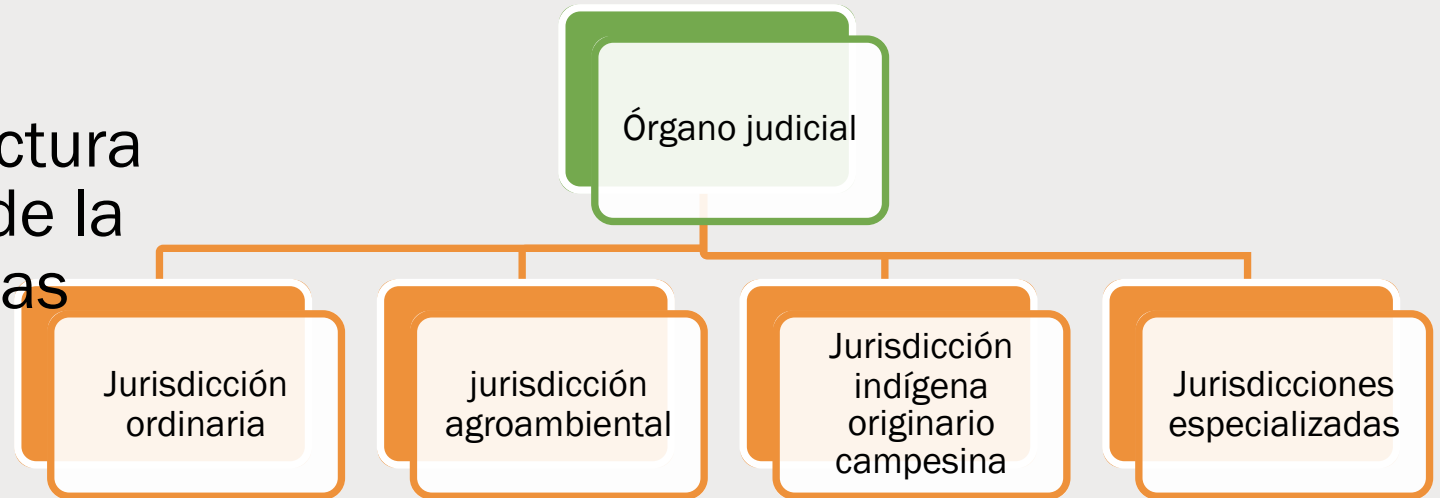 ctura
de la
as
Órgano judicial
Jurisdicción
ordinaria
jurisdicción
agroambiental
Jurisdicción
indígena
originario
campesina
Jurisdicciones
especializadas